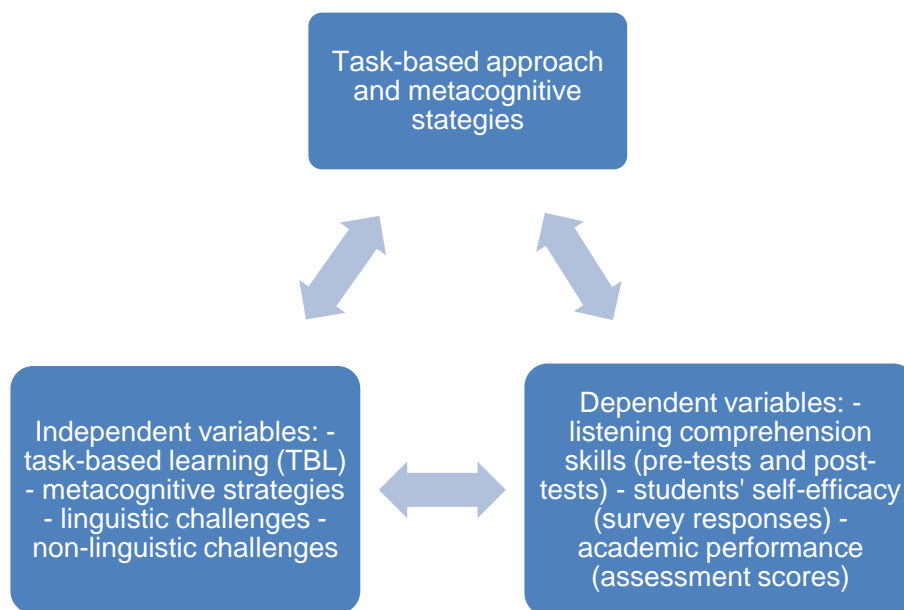 Task-based approach
and metacognitive
stategies
Independent variables: -
task-based learning (TBL)
- metacognitive strategies
- linguistic challenges -
non-linguistic challenges
Dependent variables: -
listening comprehension
skills (pre-tests and post-
tests) - students' self-efficacy
(survey responses) -
academic performance
(assessment scores)